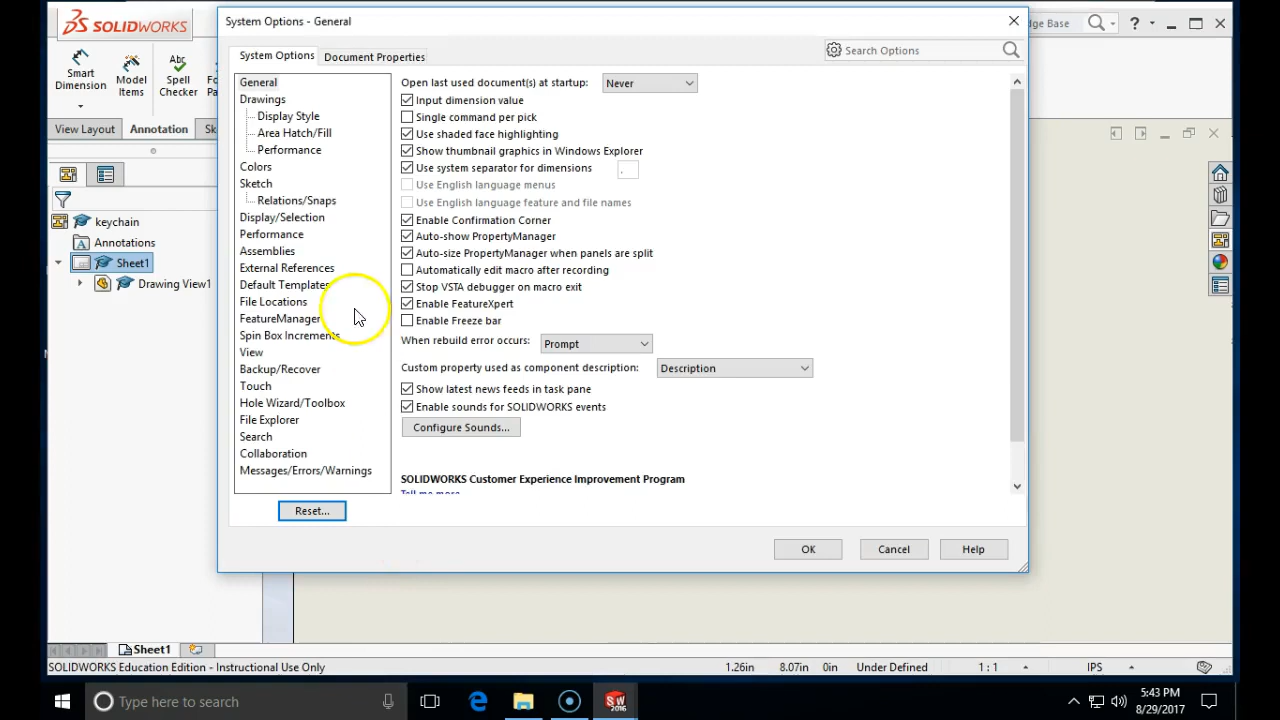 SOLIDWORKS
System Options - General
dge Base
?
Smart Dimension
Model Items
Spell Checker
View Layout
Annotation
System Options
Document Properties
Search Options
General
Drawings
Display Style
Area Hatch/Fill
Performance
Colors
Sketch
Relations/Snaps
Display/Selection
Performance
Assemblies
External References
Default Templates
File Locations
FeatureManager
Spin Box Increments
View
Backup/Recover
Touch
Hole Wizard/Toolbox
File Explorer
Search
Collaboration
Messages/Errors/Warnings
Reset...
Open last used document(s) at startup: Never
Input dimension value
Single command per pick
Use shaded face highlighting
Show thumbnail graphics in Windows Explorer
Use system separator for dimensions .
Use English language menus
Use English language feature and file names
Enable Confirmation Corner
Auto-show PropertyManager
Auto-size PropertyManager when panels are split
Automatically edit macro after recording
Stop VSTA debugger on macro exit
Enable FeatureXpert
Enable Freeze bar
When rebuild error occurs: Prompt
Custom property used as component description: Description
Show latest news feeds in task pane
Enable sounds for SOLIDWORKS events
Configure Sounds...
SOLIDWORKS Customer Experience Improvement Program
Tell me more
OK
Cancel
Help
keychain
Annotations
Sheet1
Drawing View1
Sheet1
SOLIDWORKS Education Edition - Instructional Use Only
1.26in
8.07in
0in
Under Defined
1 : 1
IPS
Type here to search
SW
2016
5:43 PM
8/29/2017